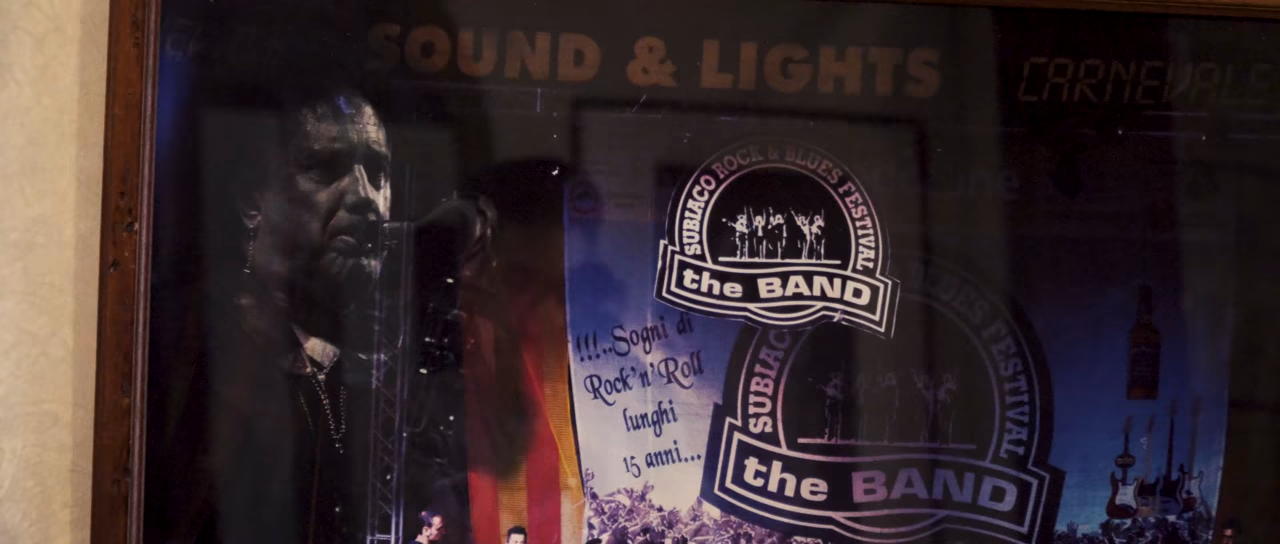 SOUND & LIGHTS
CARNEVALE
SUBIACO ROCK & BLUES FESTIVAL
the BAND
!!!..Sogni di
Rock'n'Roll
lunghi
15 anni...
SUBIACO
UES FESTIVAL
the BAND